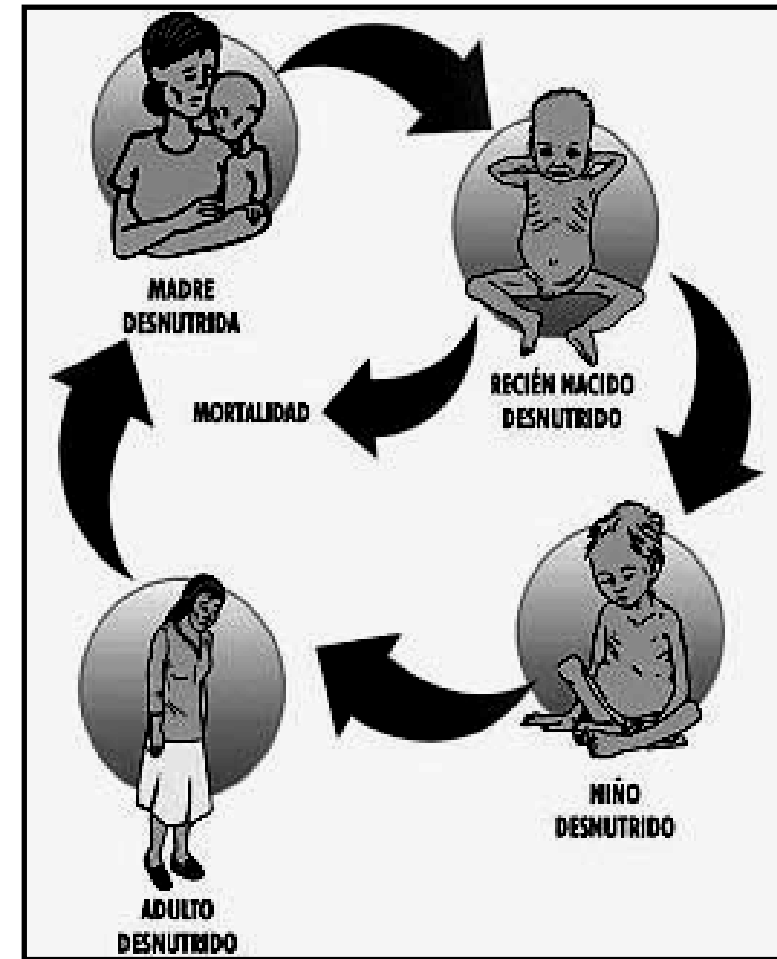 MADRE
DESNUTRIDA
RECIÉN NACIDO
DESNUTRIDO
MORTALIDAD
NIÑO
DESNUTRIDO
ADULTO
DESNUTRIDO